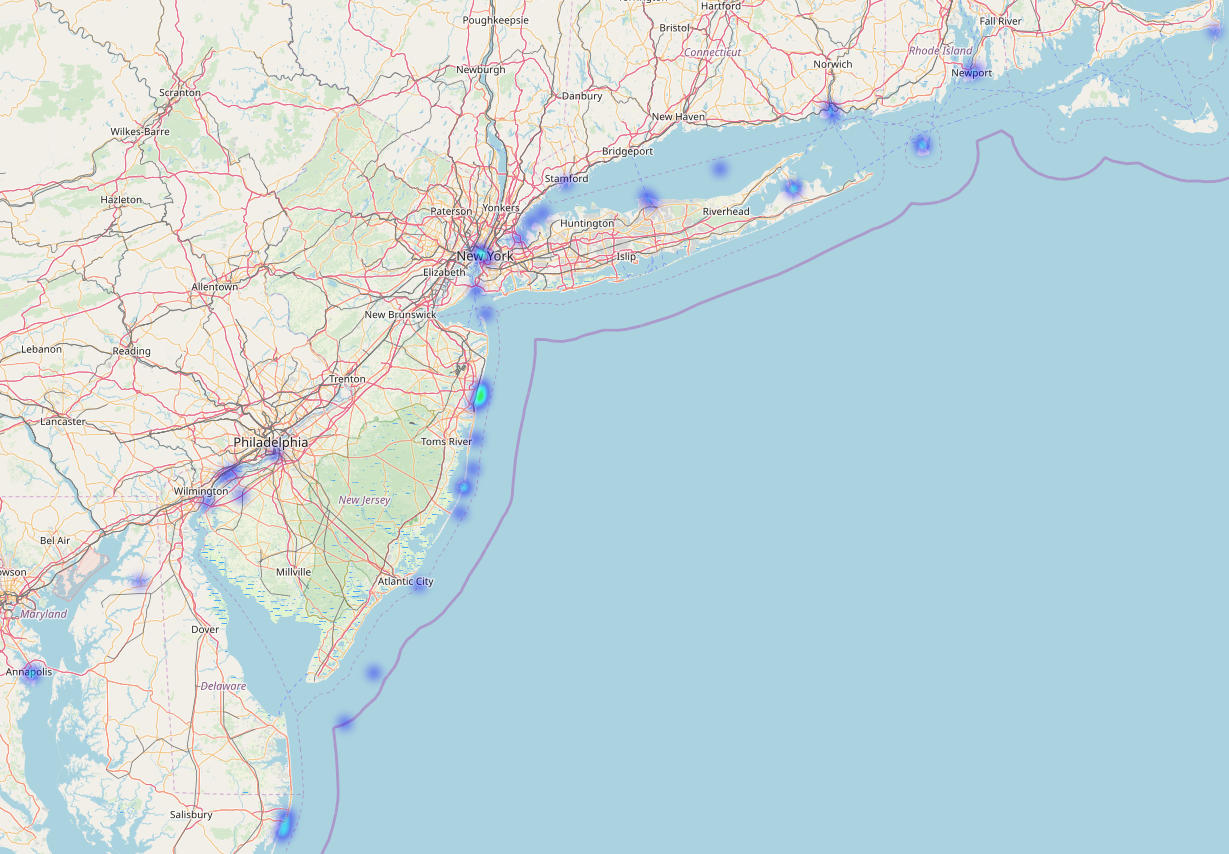 Poughkeepsie
Hartford
Bristol
Fall River
Connecticut
Rhode Island
Norwich
Newburgh
Newport
Scranton
Danbury
New Haven
Wilkes-Barre
Bridgeport
Stamford
Hazleton
Paterson
Yonkers
Riverhead
Huntington
New York
Islip
Elizabeth
Allentown
New Brunswick
Lebanon
Reading
Trenton
Lancaster
Philadelphia
Toms River
Wilmington
New Jersey
Bel Air
owson
Millville
Atlantic City
Maryland
Dover
Annapolis
Delaware
Salisbury